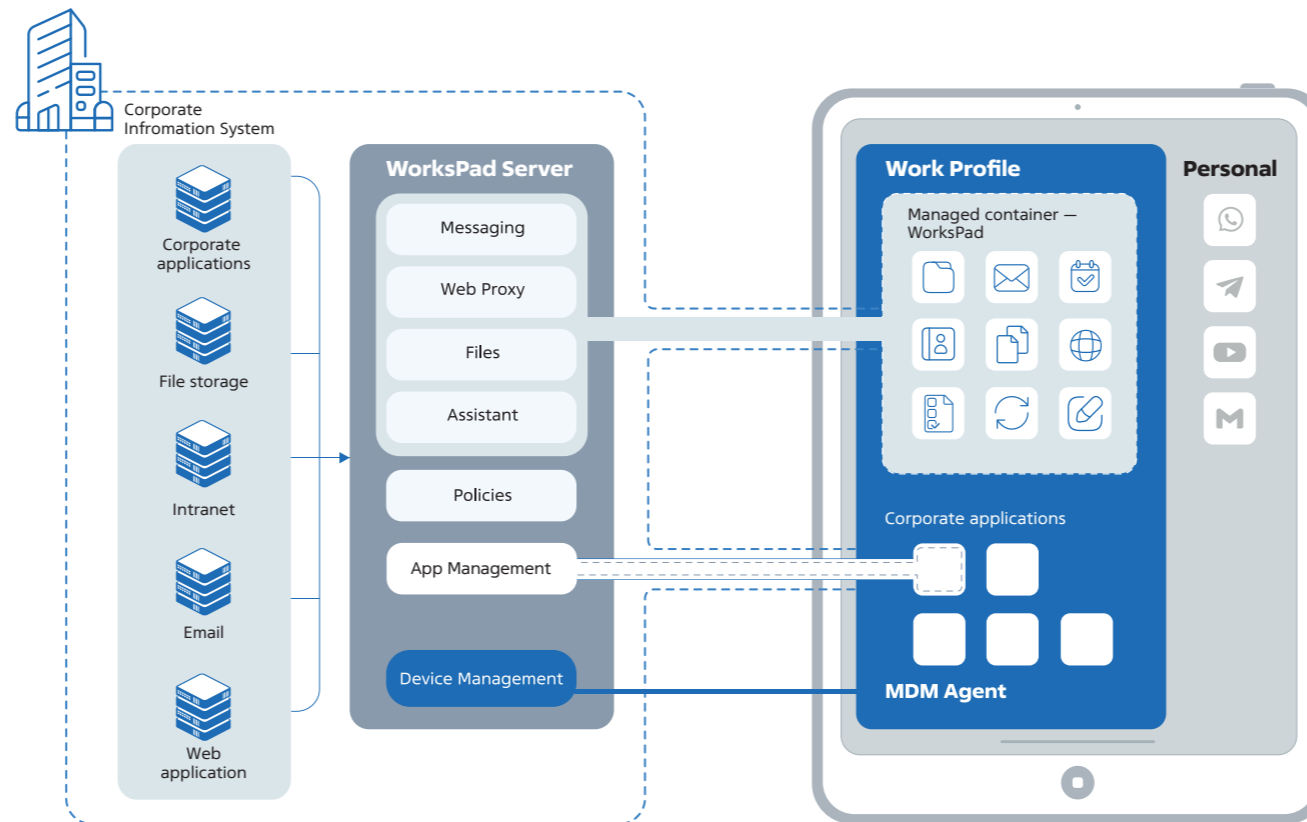 Corporate
Infromation System
Corporate
applications
File storage
Intranet
Email
Web
application
WorksPad Server
Messaging
Web Proxy
Files
Assistant
Policies
App Management
Device Management
Work Profile
Managed container —
WorksPad
Corporate applications
MDM Agent
Personal